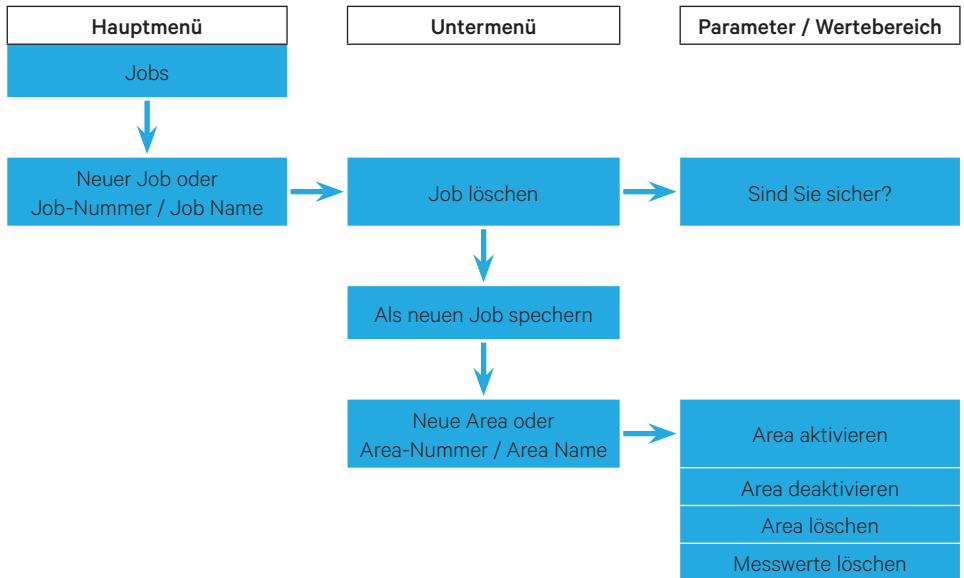 Hauptmenü
Untermenü
Parameter / Wertebereich
Jobs
Neuer Job oder
Job-Nummer / Job Name
Job löschen
Sind Sie sicher?
Als neuen Job spechern
Neue Area oder
Area-Nummer / Area Name
Area aktivieren
Area deaktivieren
Area löschen
Messwerte löschen